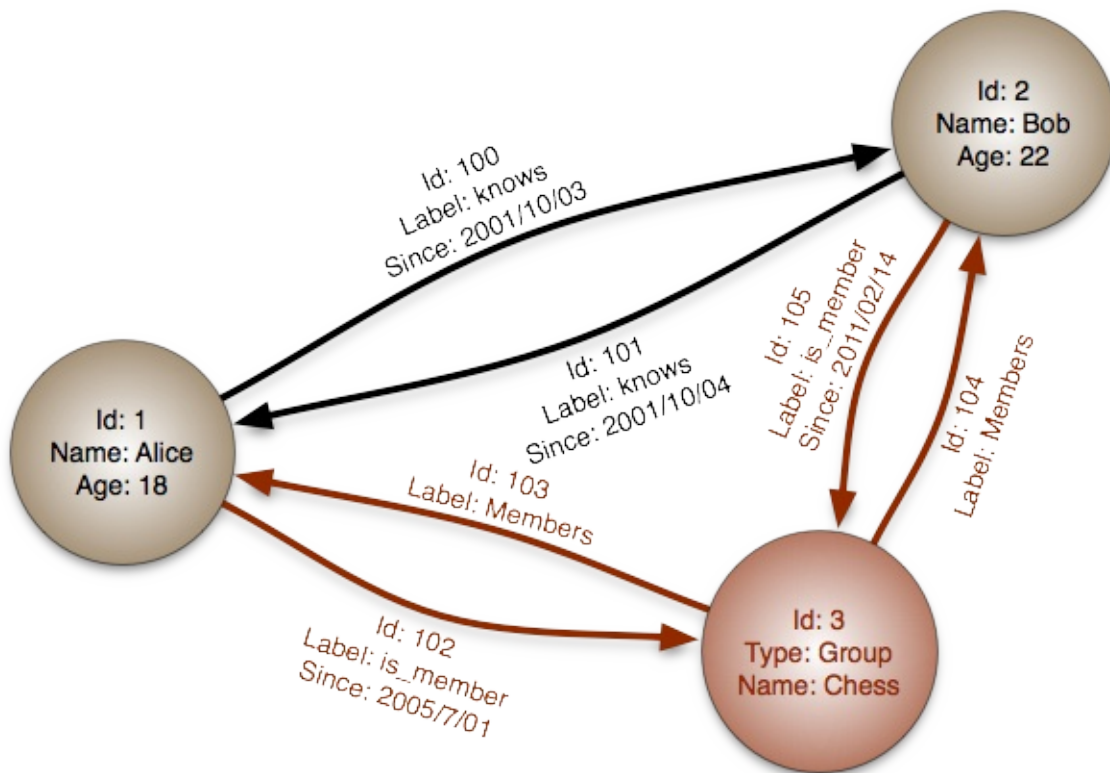 Id: 2
Name: Bob
Age: 22
Id: 100
Label: knows
Since: 2001/10/03
Id: 101
Label: knows
Since: 2001/10/04
Id: 105
Label: is_member
Since: 2011/02/14
Id: 104
Label: Members
Id: 1
Name: Alice
Age: 18
Id: 103
Label: Members
Id: 102
Label: is_member
Since: 2005/7/01
Id: 3
Type: Group
Name: Chess